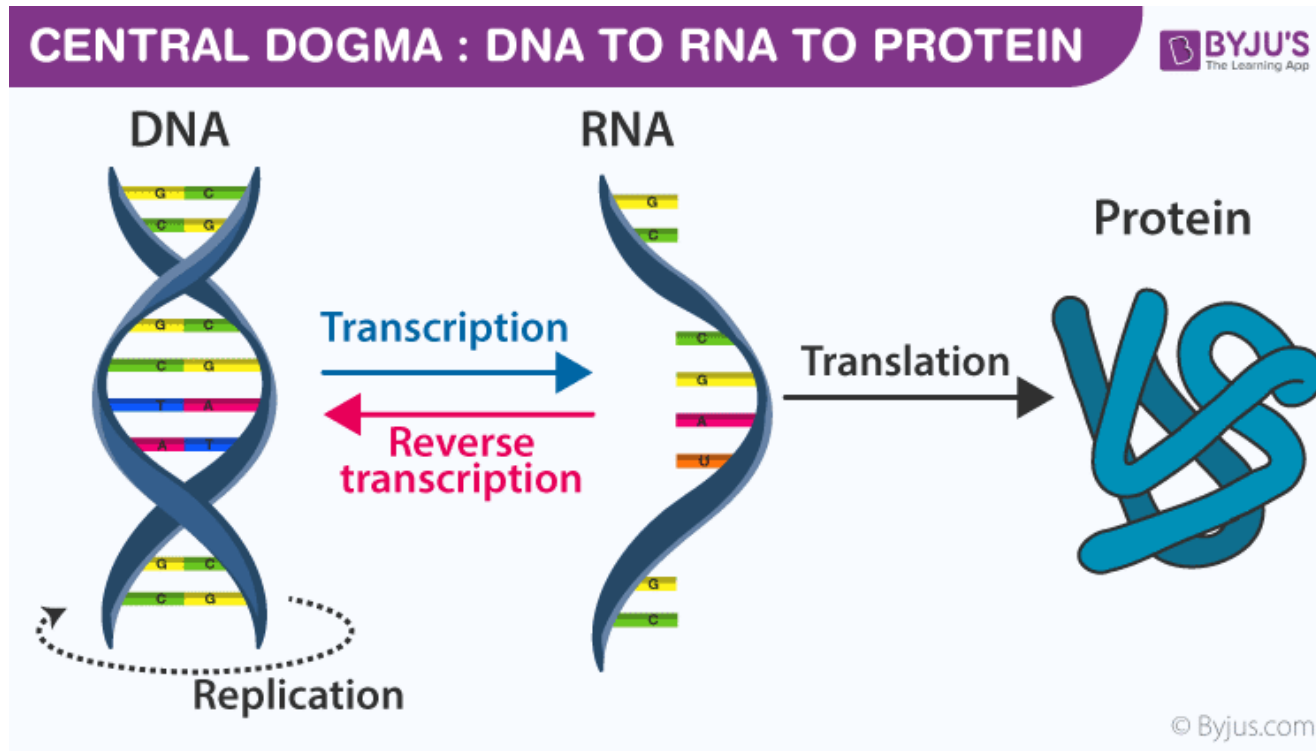 CENTRAL DOGMA : DNA TO RNA TO PROTEIN
BYJU'S
The Learning App
DNA
RNA
Protein
G C
C G
G C
C G
T A
A T
G C
C G
Replication
Transcription
Reverse
transcription
G
C
C
G
A
U
G
C
Translation
© Byjus.com